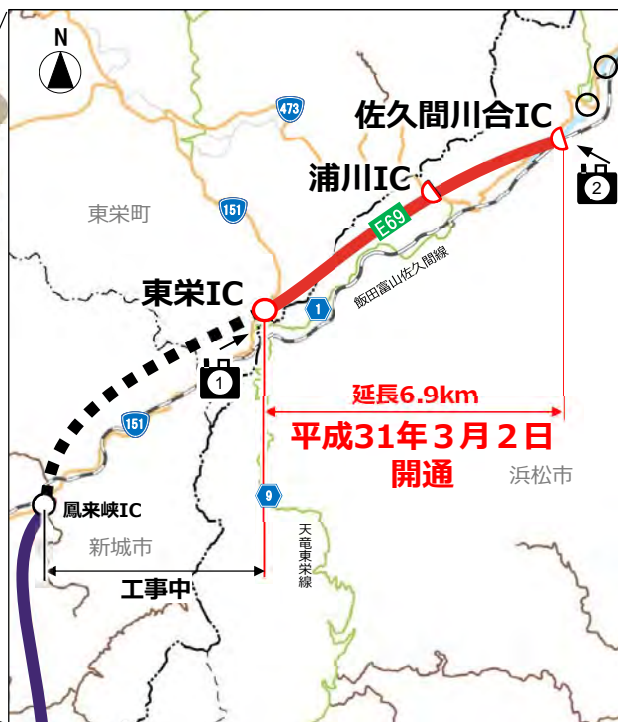 N
473
佐久間川合IC
2
浦川IC
東栄町
151
E69
東栄IC
1
飯田富山佐久間線
1
延長6.9km
151
平成31年3月2日
開通
浜松市
9
鳳来峡IC
天竜東栄線
新城市
工事中